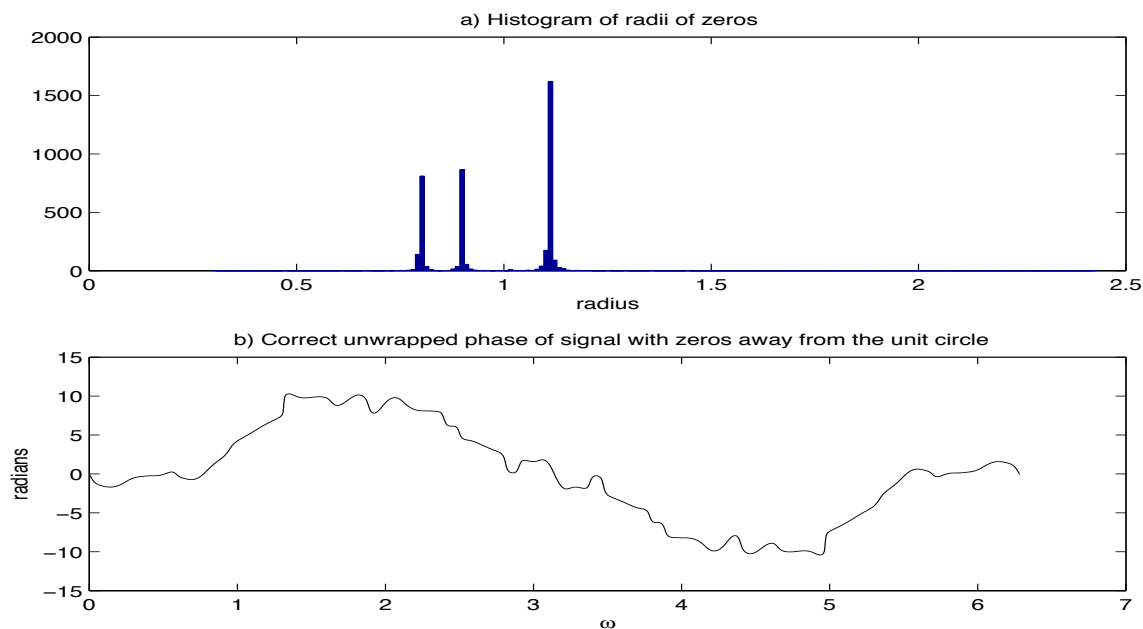 a) Histogram of radii of zeros
2000
1500
1000
500
0
0 0.5 1 1.5 2 2.5
radius
b) Correct unwrapped phase of signal with zeros away from the unit circle
15
10
5
0
−5
−10
−15
radians
0 1 2 3 4 5 6 7
ω